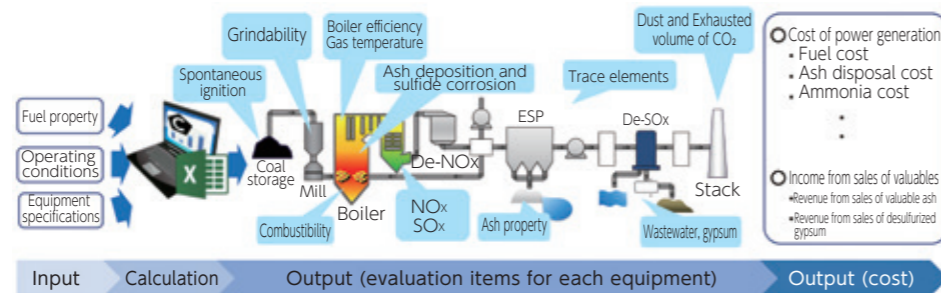 Fuel property
Operating
conditions
Equipment
specifications
Spontaneous
ignition
Coal
storage
Grindability
Mill
Boiler efficiency
Gas temperature
Ash deposition and
sulfide corrosion
Boiler
Combustibility
De-NOx
NOx
SOx
ESP
Ash property
Trace elements
De-SOx
Wastewater, gypsum
Dust and Exhausted
volume of CO₂
Stack
Cost of power generation
Fuel cost
Ash disposal cost
Ammonia cost
Income from sales of valuables
Revenue from sales of valuable ash
Revenue from sales of desulfurized
gypsum
Input
Calculation
Output (evaluation items for each equipment)
Output (cost)